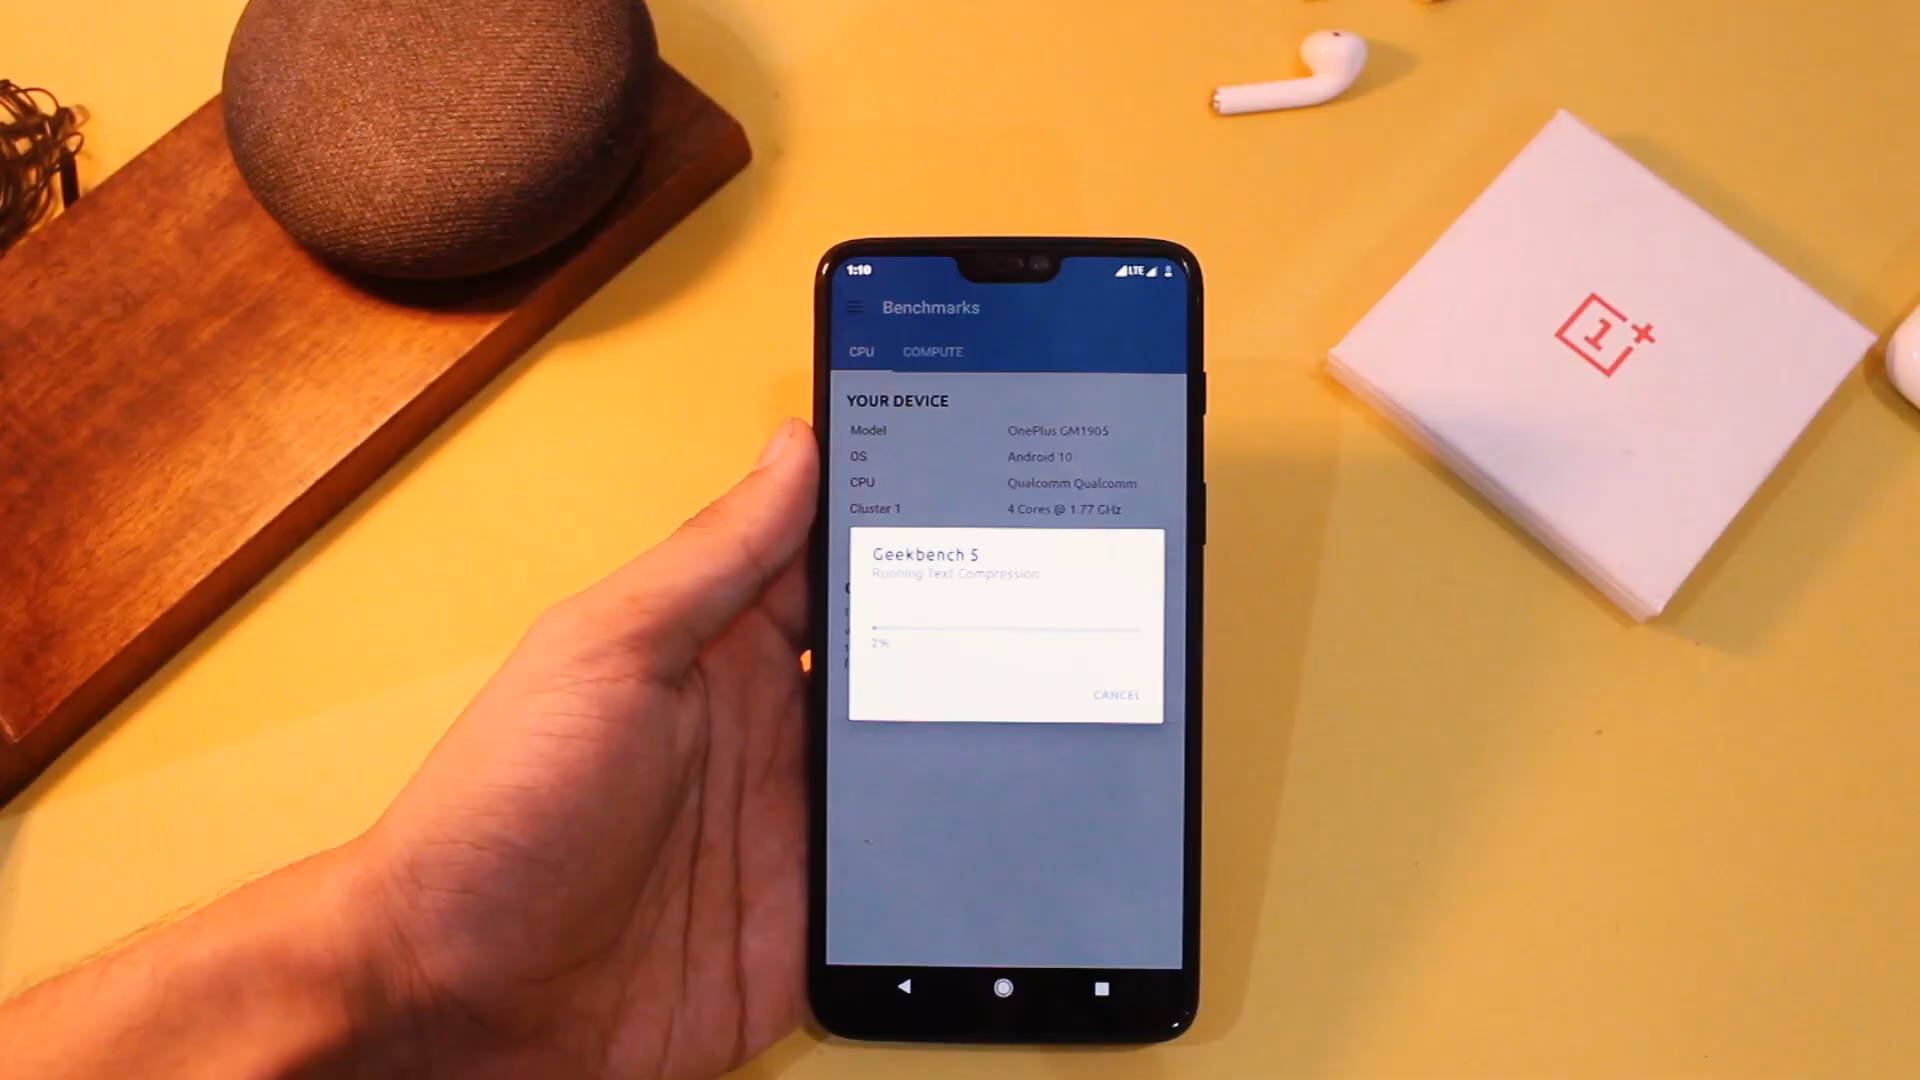 1:10
LTE
Benchmarks
CPU COMPUTE
YOUR DEVICE
Model OnePlus GM1905
OS Android 10
CPU Qualcomm Qualcomm
Cluster 1 4 Cores @ 1.77 GHz
Geekbench 5
Running Text Compression
2%
CANCEL
1+